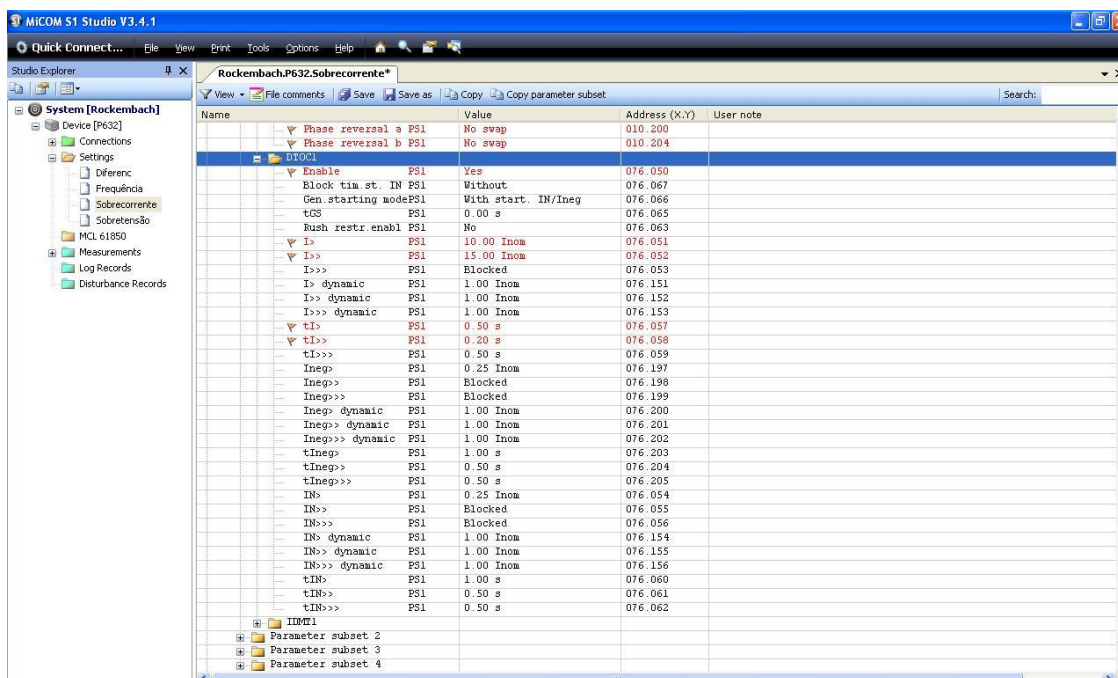 MiCOM S1 Studio V3.4.1
Quick Connect... File View Print Tools Options Help
Studio Explorer
Rockembach.P632.Sobrecorrente*
View File comments Save Save as Copy Copy parameter subset Search:
System [Rockembach]
Device [P632]
Connections
Settings
Diferenc
Frequência
Sobrecorrente
Sobretensão
MCL 61850
Measurements
Log Records
Disturbance Records
Name Value Address (X.Y) User note
Phase reversal a PS1 No swap 010.200
Phase reversal b PS1 No swap 010.204
DTOC1
Enable PS1 Yes 076.050
Block tim.st. IN PS1 Without 076.067
Gen.starting modePS1 With start. IN/Ineg 076.066
tGS PS1 0.00 s 076.065
Rush restr.enabl PS1 No 076.063
I> PS1 10.00 Inom 076.051
I>> PS1 15.00 Inom 076.052
I>>> PS1 Blocked 076.053
I> dynamic PS1 1.00 Inom 076.151
I>> dynamic PS1 1.00 Inom 076.152
I>>> dynamic PS1 1.00 Inom 076.153
tI> PS1 0.50 s 076.057
tI>> PS1 0.20 s 076.058
tI>>> PS1 0.50 s 076.059
Ineg> PS1 0.25 Inom 076.197
Ineg>> PS1 Blocked 076.198
Ineg>>> PS1 Blocked 076.199
Ineg> dynamic PS1 1.00 Inom 076.200
Ineg>> dynamic PS1 1.00 Inom 076.201
Ineg>>> dynamic PS1 1.00 Inom 076.202
tIneg> PS1 1.00 s 076.203
tIneg>> PS1 0.50 s 076.204
tIneg>>> PS1 0.50 s 076.205
IN> PS1 0.25 Inom 076.054
IN>> PS1 Blocked 076.055
IN>>> PS1 Blocked 076.056
IN> dynamic PS1 1.00 Inom 076.154
IN>> dynamic PS1 1.00 Inom 076.155
IN>>> dynamic PS1 1.00 Inom 076.156
tIN> PS1 1.00 s 076.060
tIN>> PS1 0.50 s 076.061
tIN>>> PS1 0.50 s 076.062
IDMT1
Parameter subset 2
Parameter subset 3
Parameter subset 4